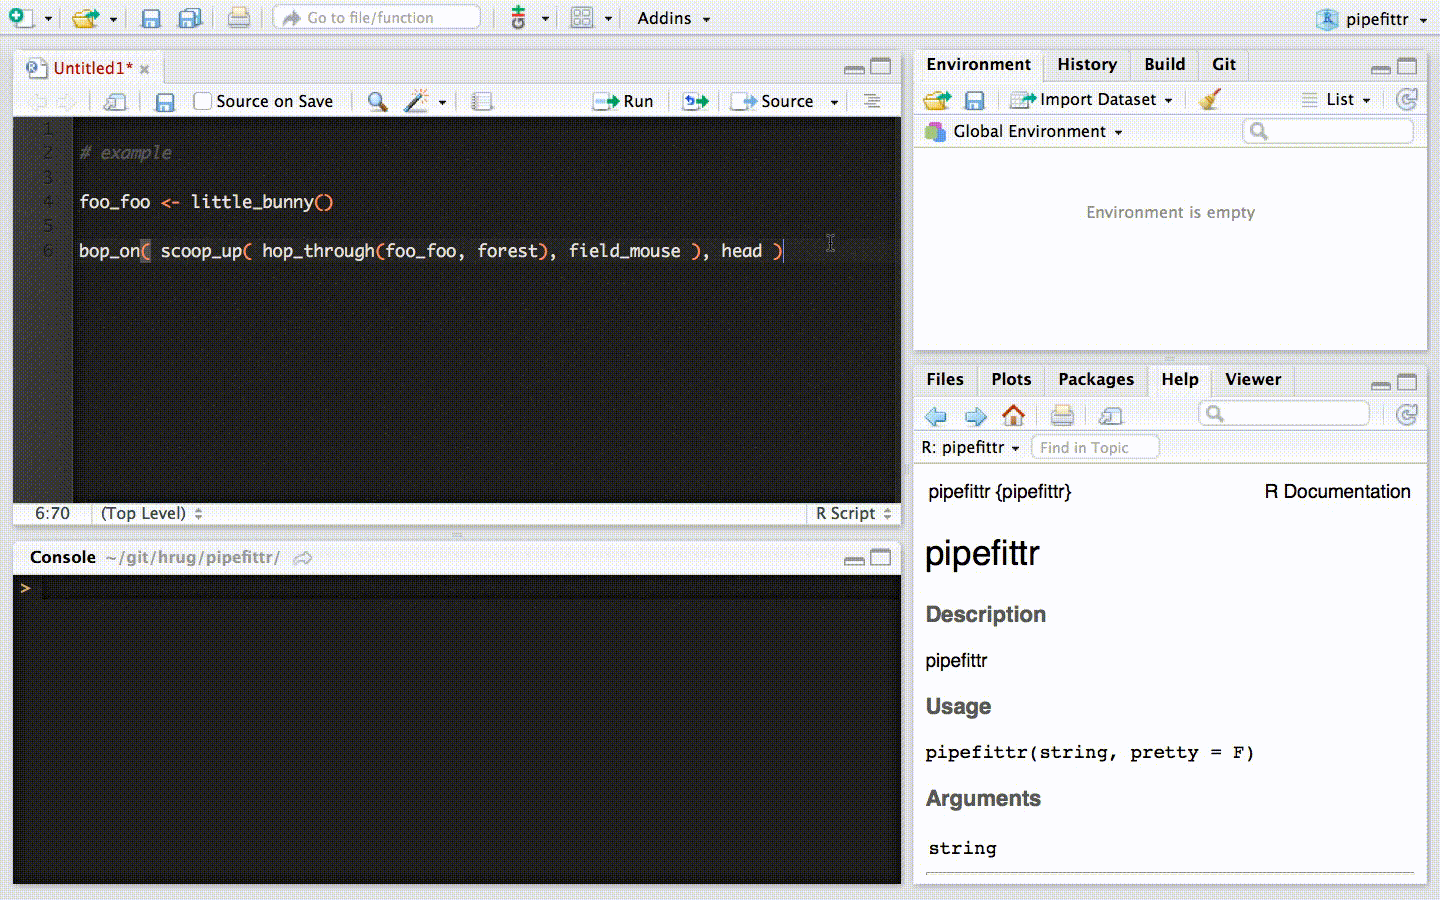 Go to file/function
Addins
pipefittr
Untitled1*
Source on Save
Run
Source
1
2 # example
3
4 foo_foo <- little_bunny()
5
6 bop_on( scoop_up( hop_through(foo_foo, forest), field_mouse ), head )
6:70 (Top Level)
R Script
Console ~/git/hrug/pipefittr/
>
Environment History Build Git
Import Dataset
List
Global Environment
Environment is empty
Files Plots Packages Help Viewer
R: pipefittr
Find in Topic
pipefittr {pipefittr}
R Documentation
pipefittr
Description
pipefittr
Usage
pipefittr(string, pretty = F)
Arguments
string